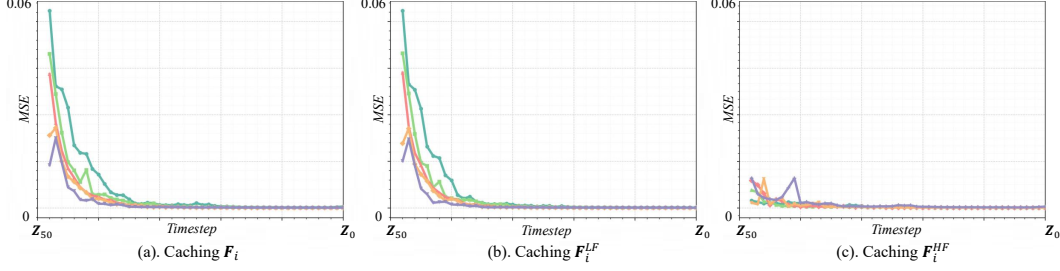 0.06
MSE
0
Z50
Timestep
Z0
(a). Caching Fi
0.06
MSE
0
Z50
Timestep
Z0
(b). Caching FiLF
0.06
MSE
0
Z50
Timestep
Z0
(c). Caching FiHF